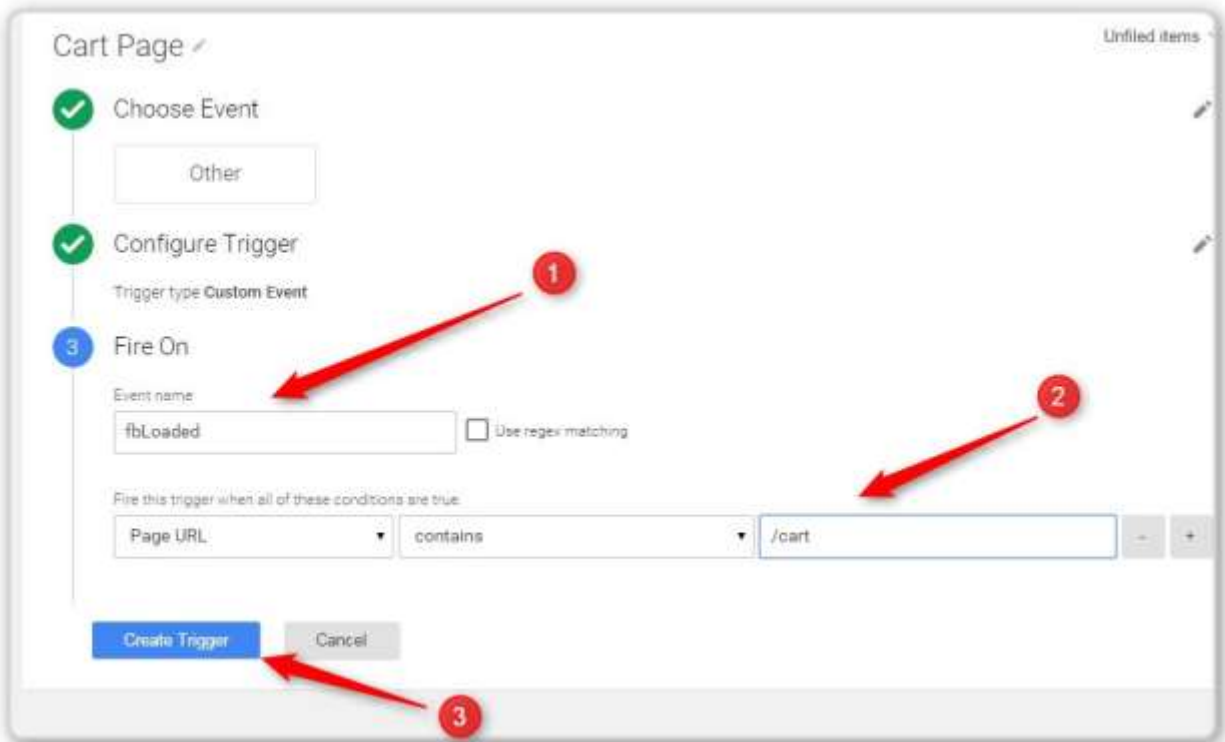 Cart Page
Unfiled items
Choose Event
Other
Configure Trigger
1
Trigger type Custom Event
3 Fire On
Event name
2
fbLoaded Use regex matching
Fire this trigger when all of these conditions are true
Page URL contains /cart - +
Create Trigger Cancel
3